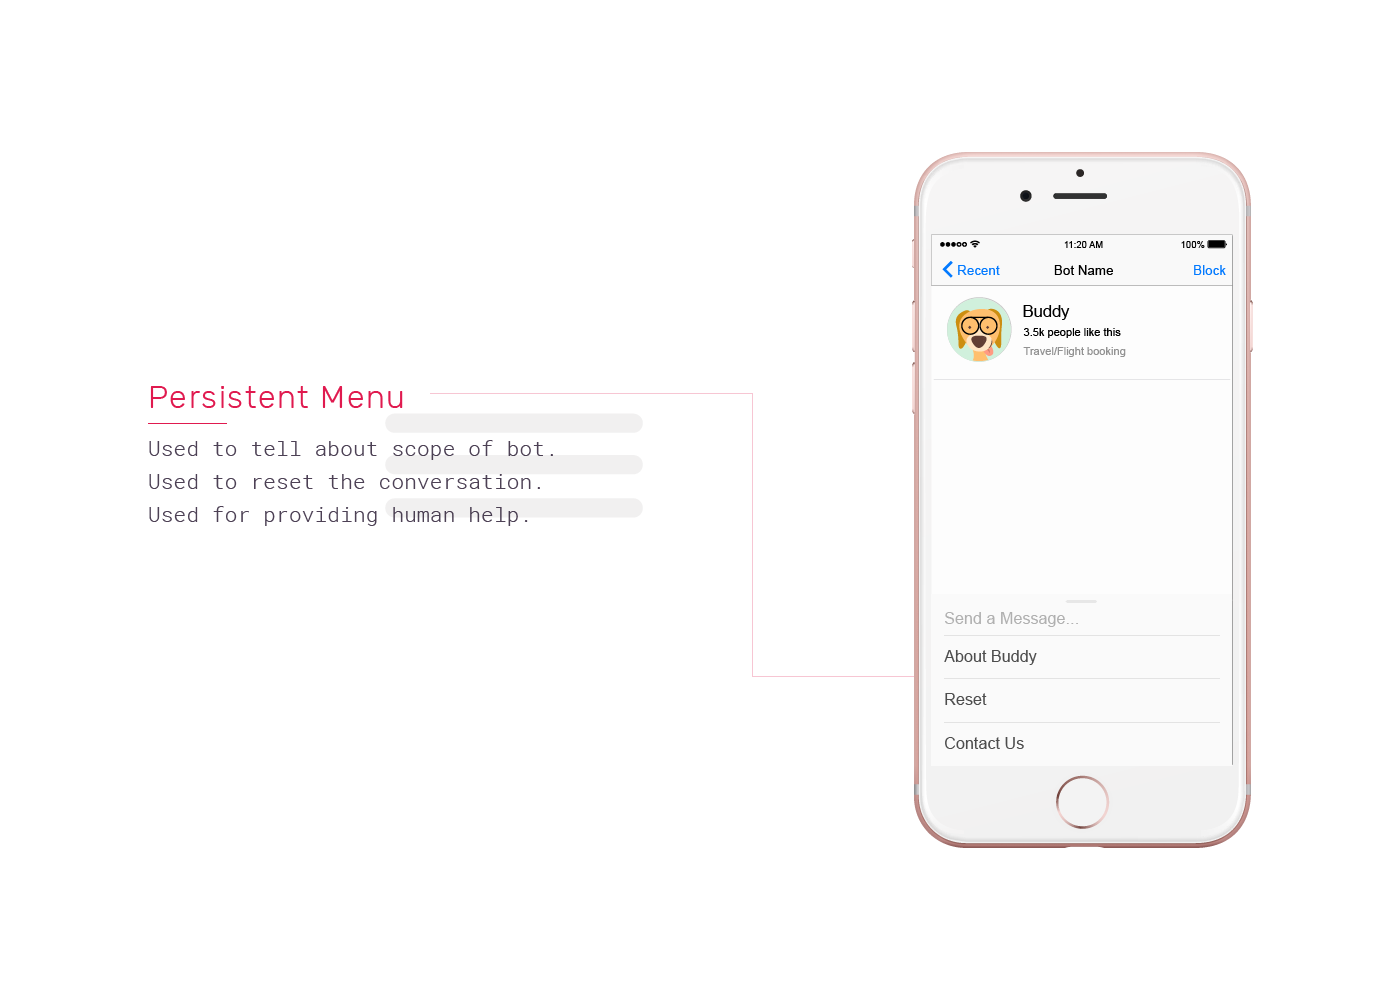 Persistent Menu
Used to tell about scope of bot.
Used to reset the conversation.
Used for providing human help.
11:20 AM
100%
Recent
Bot Name
Block
Buddy
3.5k people like this
Travel/Flight booking
Send a Message...
About Buddy
Reset
Contact Us